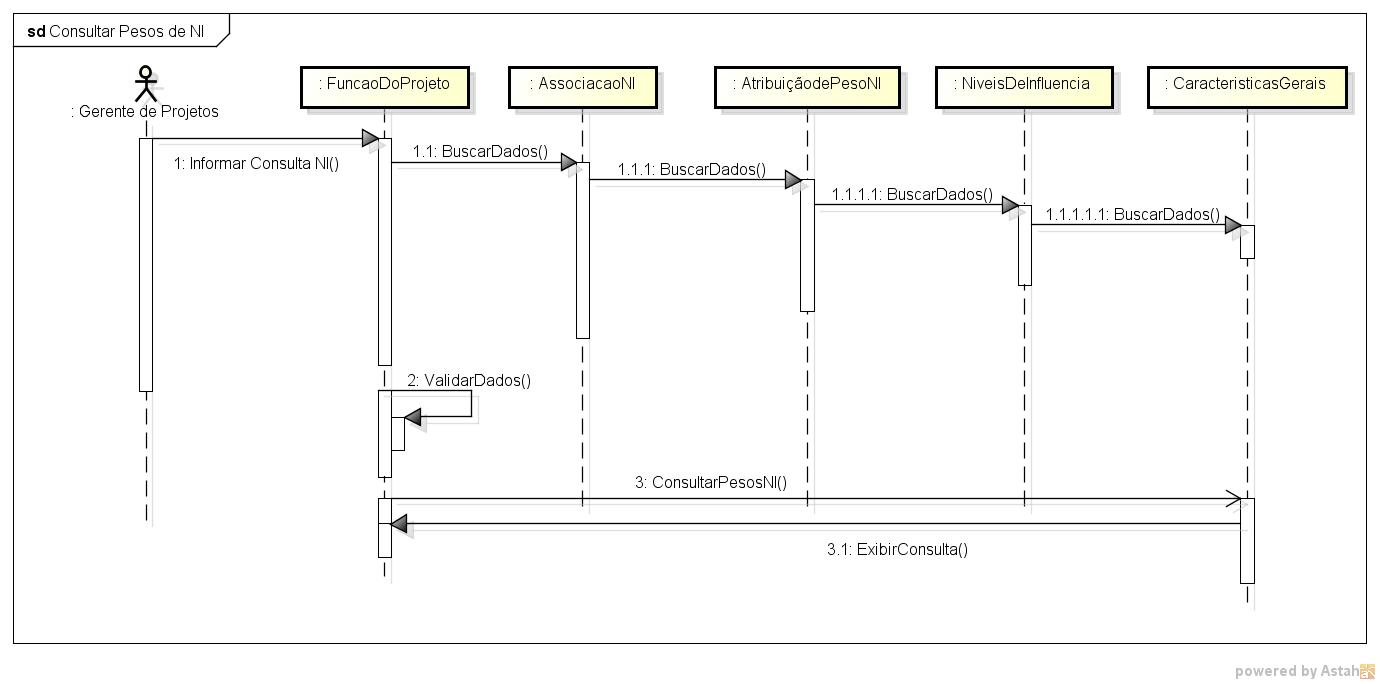 sd Consultar Pesos de NI
: Gerente de Projetos
: FuncaoDoProjeto
: AssociacaoNI
: AtribuiçãodePesoNI
: NiveisDeInfluencia
: CaracteristicasGerais
1: Informar Consulta NI()
1.1: BuscarDados()
1.1.1: BuscarDados()
1.1.1.1: BuscarDados()
1.1.1.1.1: BuscarDados()
2: ValidarDados()
3: ConsultarPesosNI()
3.1: ExibirConsulta()
powered by Astah